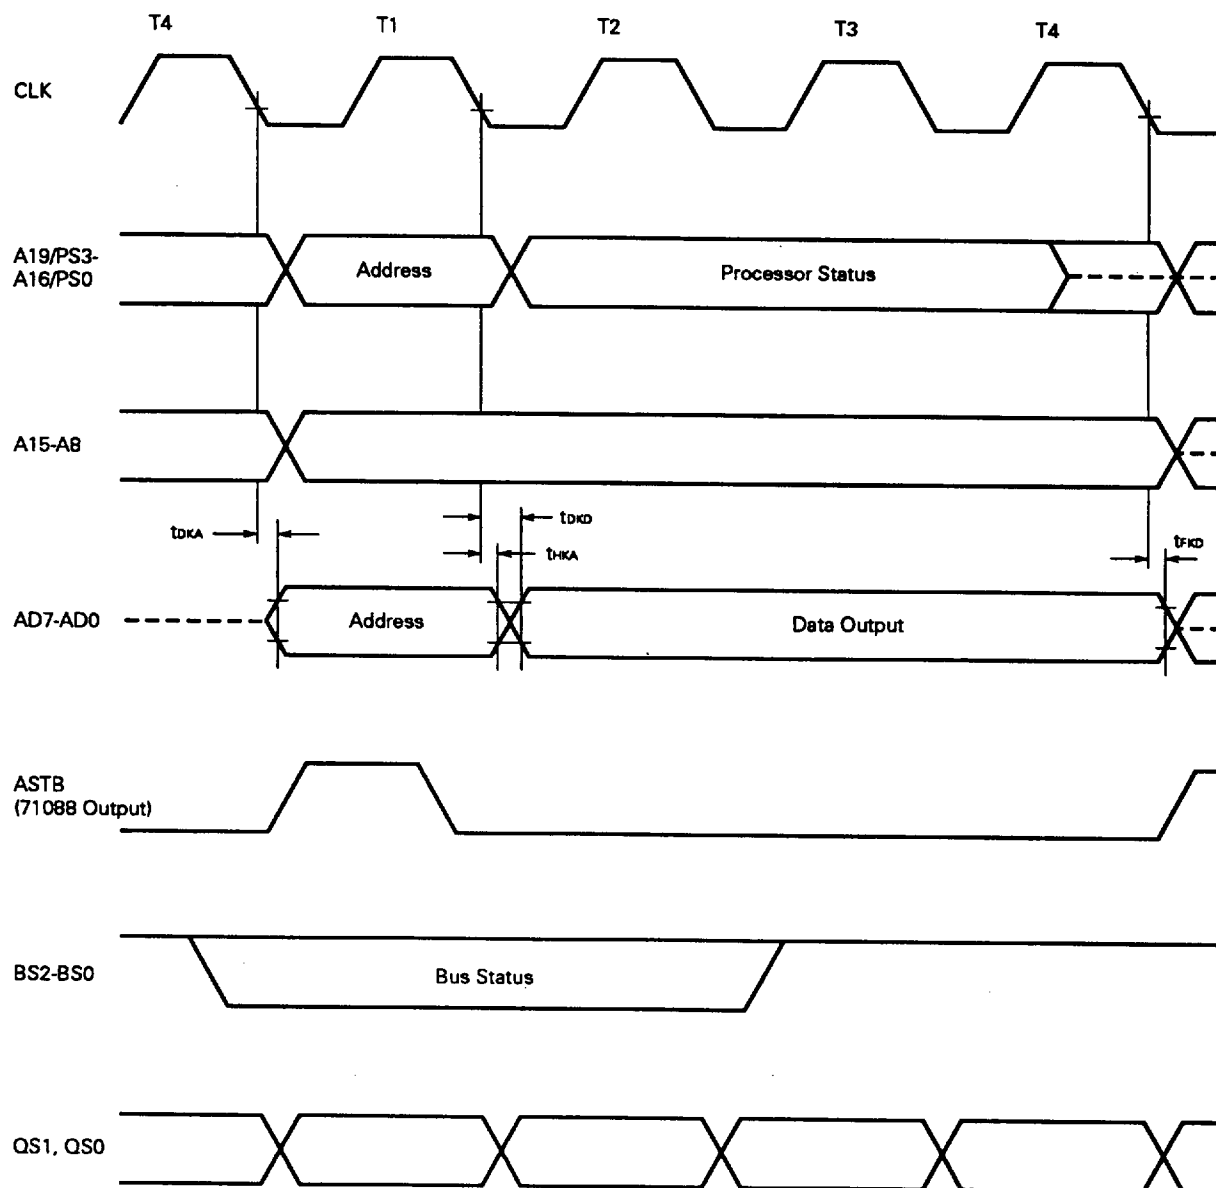 T4 T1 T2 T3 T4
CLK
A19/PS3-
A16/PS0
Address
Processor Status
A15-A8
tDKA
tDKD
tHKA
tFKD
AD7-AD0
Address
Data Output
ASTB
(71088 Output)
BS2-BS0
Bus Status
QS1, QS0